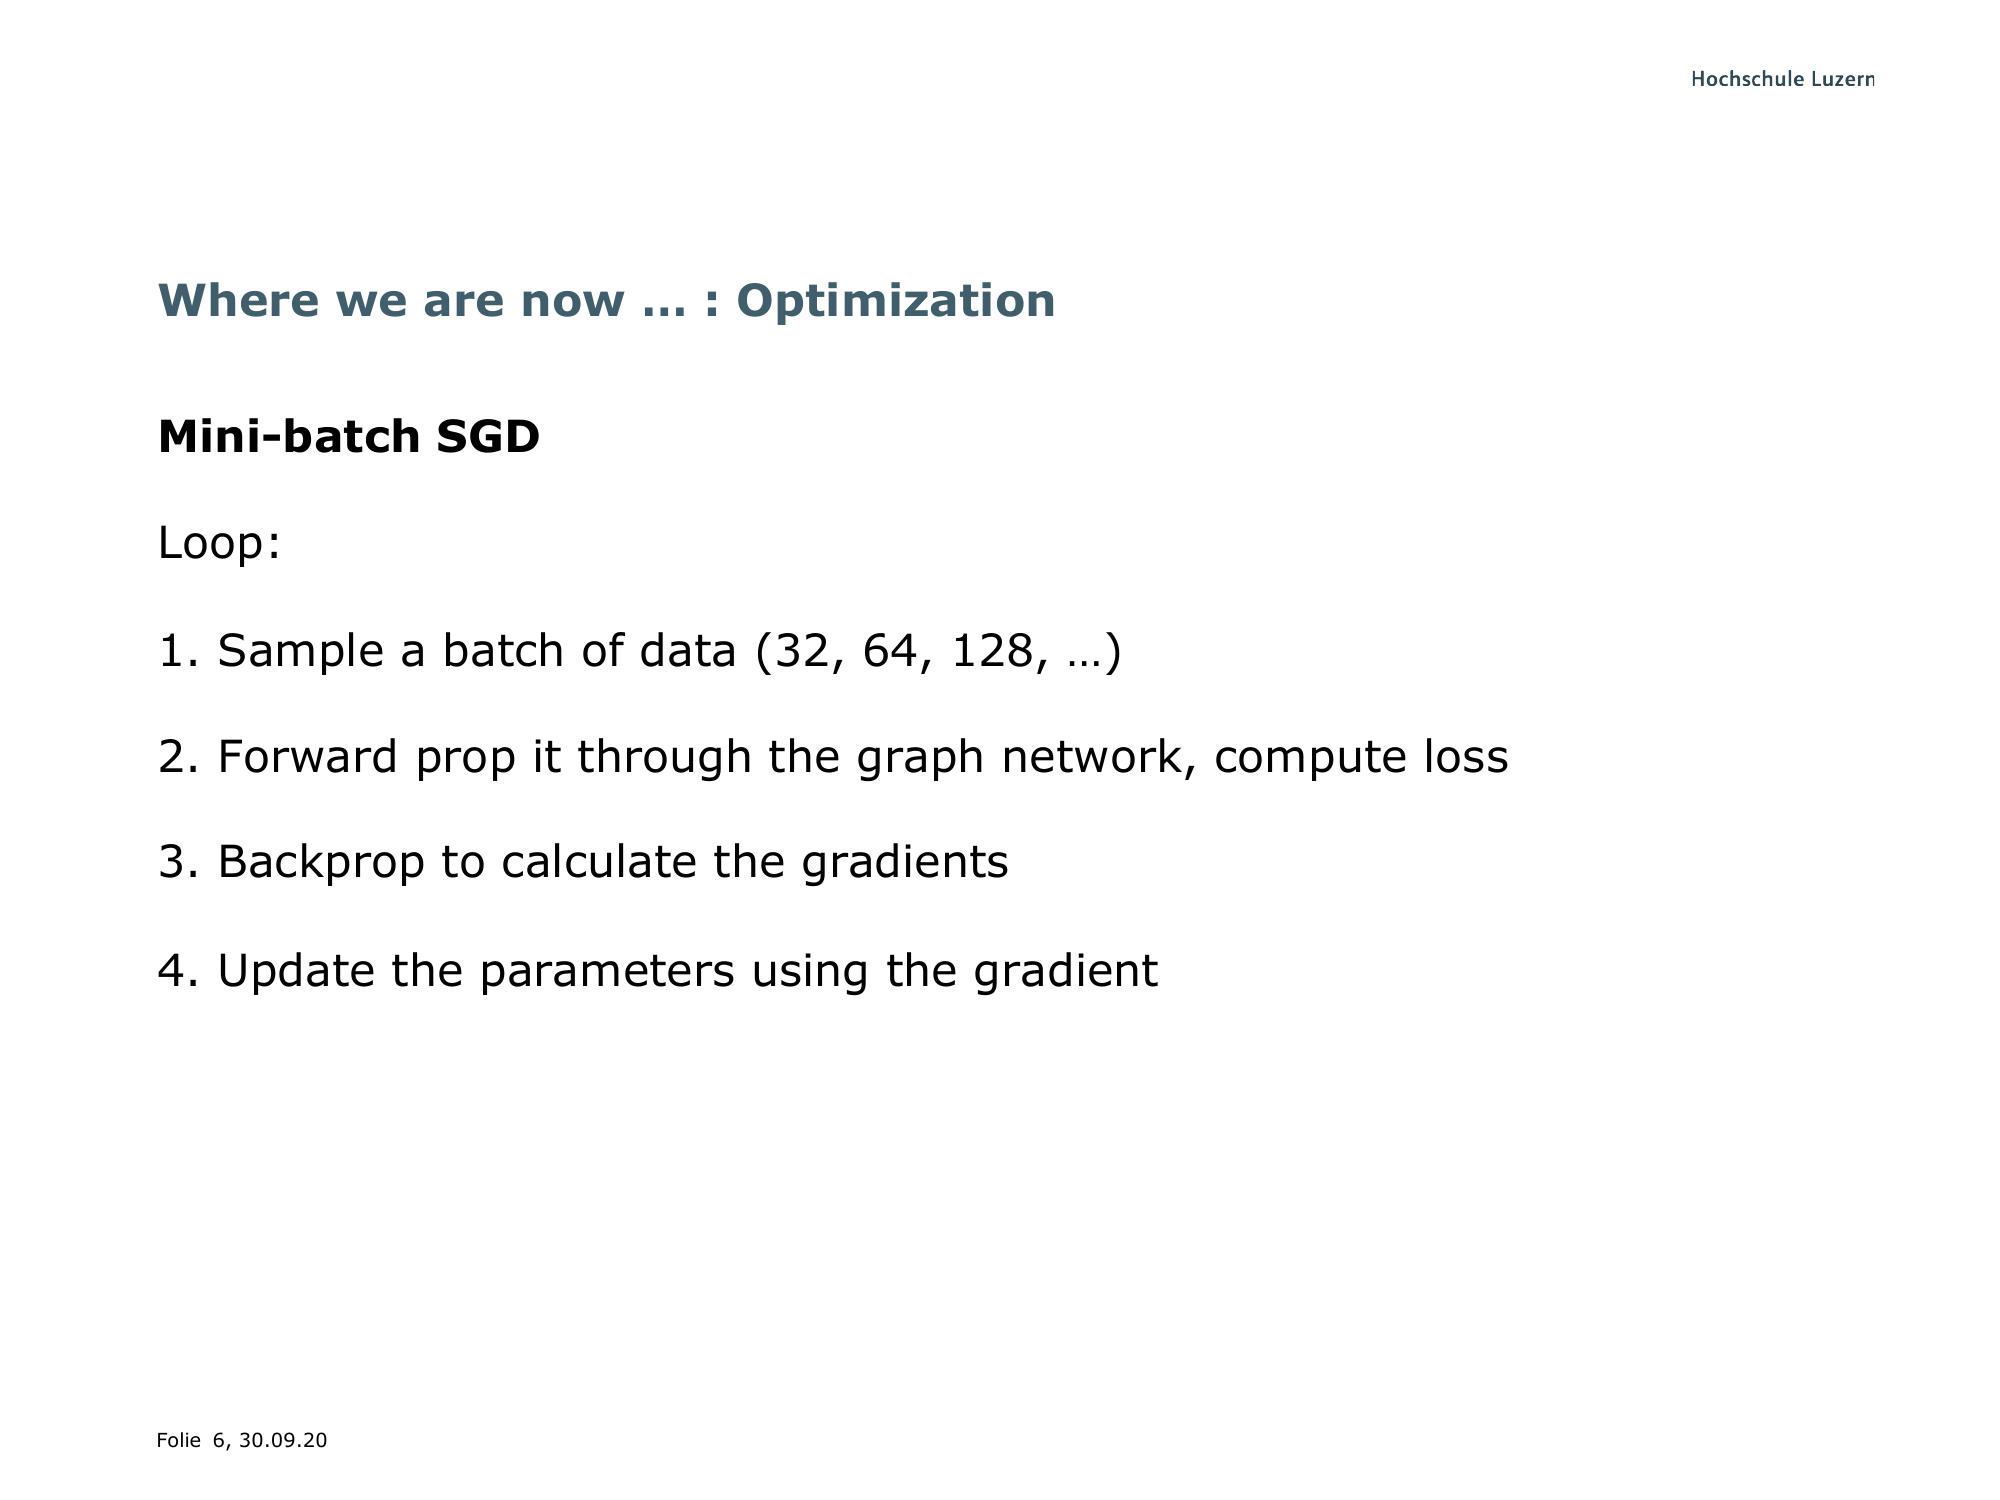 Hochschule Luzern
Where we are now … : Optimization
Mini-batch SGD
Loop:
1. Sample a batch of data (32, 64, 128, …)
2. Forward prop it through the graph network, compute loss
3. Backprop to calculate the gradients
4. Update the parameters using the gradient
Folie 6, 30.09.20